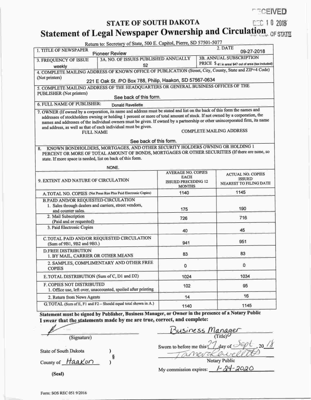 RECEIVED
DEC 10 2018
STATE OF SOUTH DAKOTA
Statement of Legal Newspaper Ownership and Circulation
OF STATE
Return to: Secretary of State, 500 E. Capitol, Pierre, SD 57501-5077
1. TITLE OF NEWSPAPER
Pioneer Review
2. DATE
09-27-2018
3. FREQUENCY OF ISSUE
weekly
3A. NO. OF ISSUES PUBLISHED ANNUALLY
52
3B. ANNUAL SUBSCRIPTION
PRICE $
4. COMPLETE MAILING ADDRESS OF KNOWN OFFICE OF PUBLICATION (Street, City, County, State and ZIP+4 Code)
(Not printers)
221 E Oak St, PO Box 788, Philip, Haakon, SD 57567-0634
5. COMPLETE MAILING ADDRESS OF THE HEADQUARTERS OR GENERAL BUSINESS OFFICES OF THE
PUBLISHER (Not printers)
See back of this form.
6. FULL NAME OF PUBLISHER:
Donald Ravellette
7. OWNER (If owned by a corporation, its name and address must be stated and list on the back of this form the names and
addresses of stockholders owning or holding 1 percent or more of total amount of stock. If not owned by a corporation, the
names and addresses of the individual owners must be given. If owned by a partnership or other unincorporated firm, its name
and address, as well as that of each individual must be given.
FULL NAME
COMPLETE MAILING ADDRESS
See back of this form.
8. KNOWN BONDHOLDERS, MORTGAGEES, AND OTHER SECURITY HOLDERS OWNING OR HOLDING 1
PERCENT OR MORE OF TOTAL AMOUNT OF BONDS, MORTGAGES OR OTHER SECURITIES (If there are none, so
state. If more space is needed, list on back of this form.
NONE.
9. EXTENT AND NATURE OF CIRCULATION
AVERAGE NO. COPIES
EACH
ISSUED PRECEDING 12
MONTHS
ACTUAL NO. COPIES
ISSUED
NEAREST TO FILING DATE
A. TOTAL NO. COPIES (Net Press Run Plus Paid Electronic Copies)
1140
1145
B. PAID AND/OR REQUESTED CIRCULATION
1. Sales through dealers and carriers, street vendors,
and counter sales.
175
190
2. Mail Subscription
(Paid and or requested)
726
716
3. Paid Electronic Copies
40
45
C. TOTAL PAID AND/OR REQUESTED CIRCULATION
(Sum of 9B1, 9B2 and 9B3.)
941
951
D. FREE DISTRIBUTION
1. BY MAIL, CARRIER OR OTHER MEANS
83
83
2. SAMPLES, COMPLIMENTARY AND OTHER FREE
COPIES
0
0
E. TOTAL DISTRIBUTION (Sum of C, D1 and D2)
1024
1034
F. COPIES NOT DISTRIBUTED
1. Office use, left over, unaccounted, spoiled after printing
102
95
2. Return from News Agents
14
16
G. TOTAL (Sum of E, F1 and F2 – Should equal total shown in A.)
1140
1145
Statement must be signed by Publisher, Business Manager, or Owner in the presence of a Notary Public
I swear that the statements made by me are true, correct, and complete:
Business Manager
(Signature)
(Title)
State of South Dakota )
Sworn to before me this 27 day of Sept, 2018
) §
County of Haakon )
Notary Public
(Seal)
My commission expires: 1-24-2020
Form: SOS REC 051 9/2016